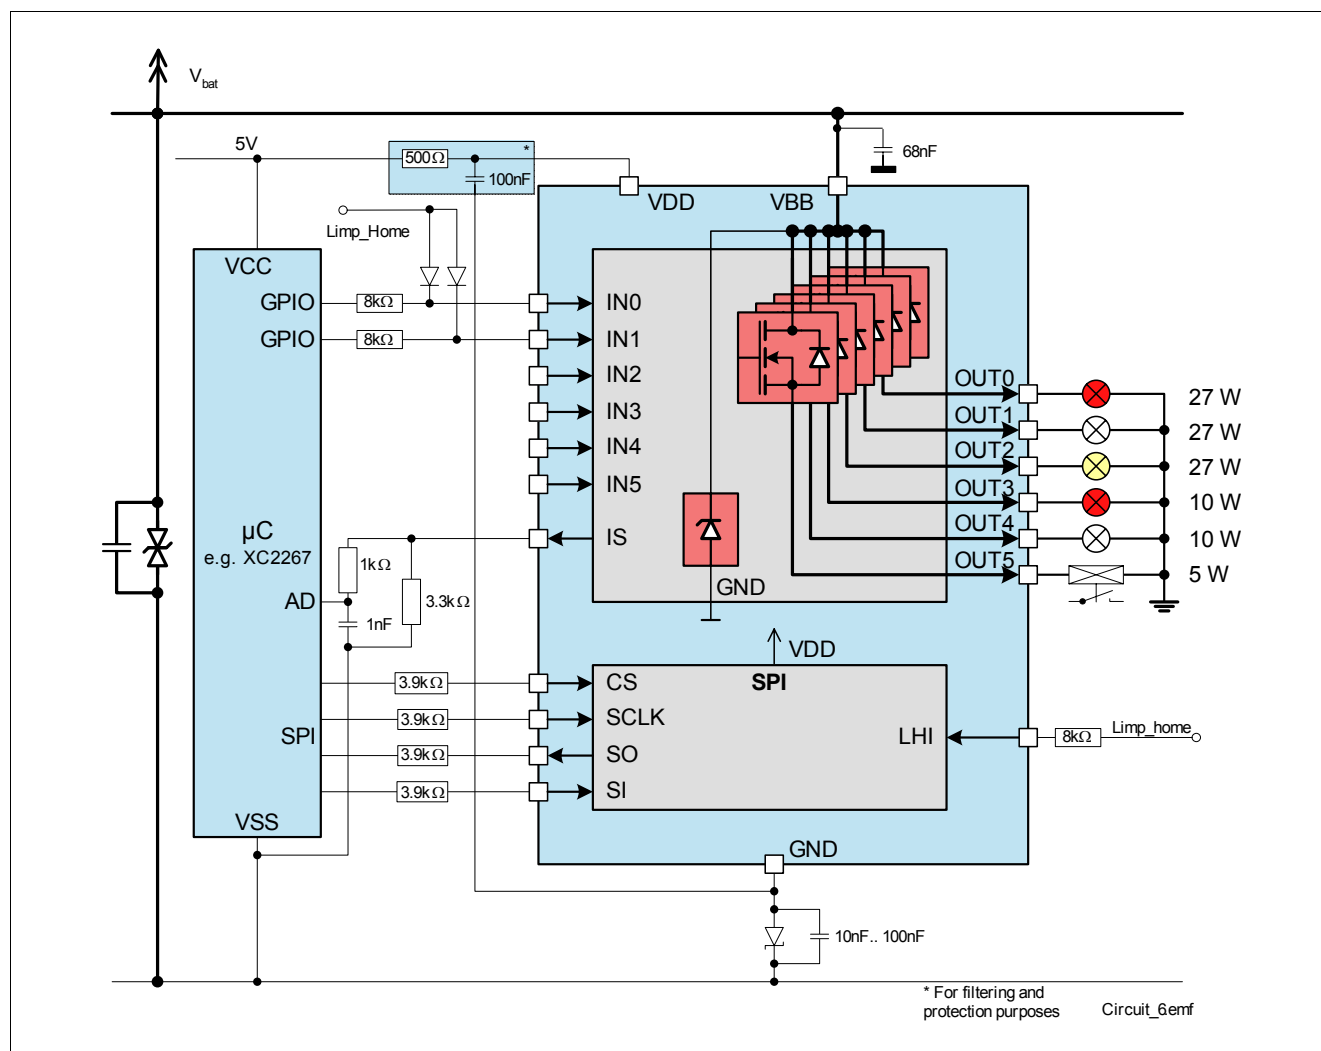 V_bat
5V
500Ω
*
100nF
68nF
VDD
VBB
Limp_Home
VCC
GPIO
8kΩ
IN0
GPIO
8kΩ
IN1
IN2
IN3
IN4
IN5
IS
OUT0
27 W
OUT1
27 W
OUT2
27 W
OUT3
10 W
OUT4
10 W
OUT5
5 W
µC
e.g. XC2267
1kΩ
3.3kΩ
AD
1nF
GND
VDD
SPI
3.9kΩ
CS
3.9kΩ
SCLK
SPI
3.9kΩ
SO
3.9kΩ
SI
LHI
8kΩ
Limp_home
VSS
GND
10nF.. 100nF
* For filtering and
protection purposes
Circuit_6.emf